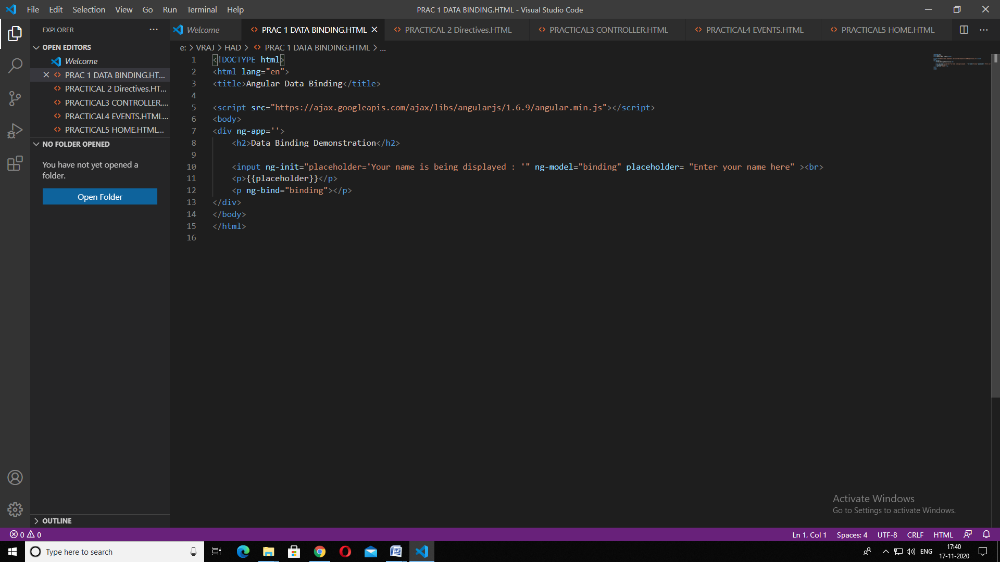 File Edit Selection View Go Run Terminal Help
PRAC 1 DATA BINDING.HTML - Visual Studio Code
EXPLORER
Welcome
PRAC 1 DATA BINDING.HTML
PRACTICAL 2 Directives.HTML
PRACTICAL3 CONTROLLER.HTML
PRACTICAL4 EVENTS.HTML
PRACTICAL5 HOME.HTML
OPEN EDITORS
Welcome
PRAC 1 DATA BINDING.HT...
PRACTICAL 2 Directives.HT...
PRACTICAL3 CONTROLLER....
PRACTICAL4 EVENTS.HTML...
PRACTICAL5 HOME.HTML...
NO FOLDER OPENED
You have not yet opened a
folder.
Open Folder
OUTLINE
e: > VRAJ > HAD > PRAC 1 DATA BINDING.HTML > ...
1 <!DOCTYPE html>
2 <html lang="en">
3 <title>Angular Data Binding</title>
4
5 <script src="https://ajax.googleapis.com/ajax/libs/angularjs/1.6.9/angular.min.js"></script>
6 <body>
7 <div ng-app=''>
8 <h2>Data Binding Demonstration</h2>
9
10 <input ng-init="placeholder='Your name is being displayed : '" ng-model="binding" placeholder= "Enter your name here" ><br>
11 <p>{{placeholder}}</p>
12 <p ng-bind="binding"></p>
13 </div>
14 </body>
15 </html>
16
Activate Windows
Go to Settings to activate Windows.
0 0
Ln 1, Col 1 Spaces: 4 UTF-8 CRLF HTML
Type here to search
ENG
17:40
17-11-2020